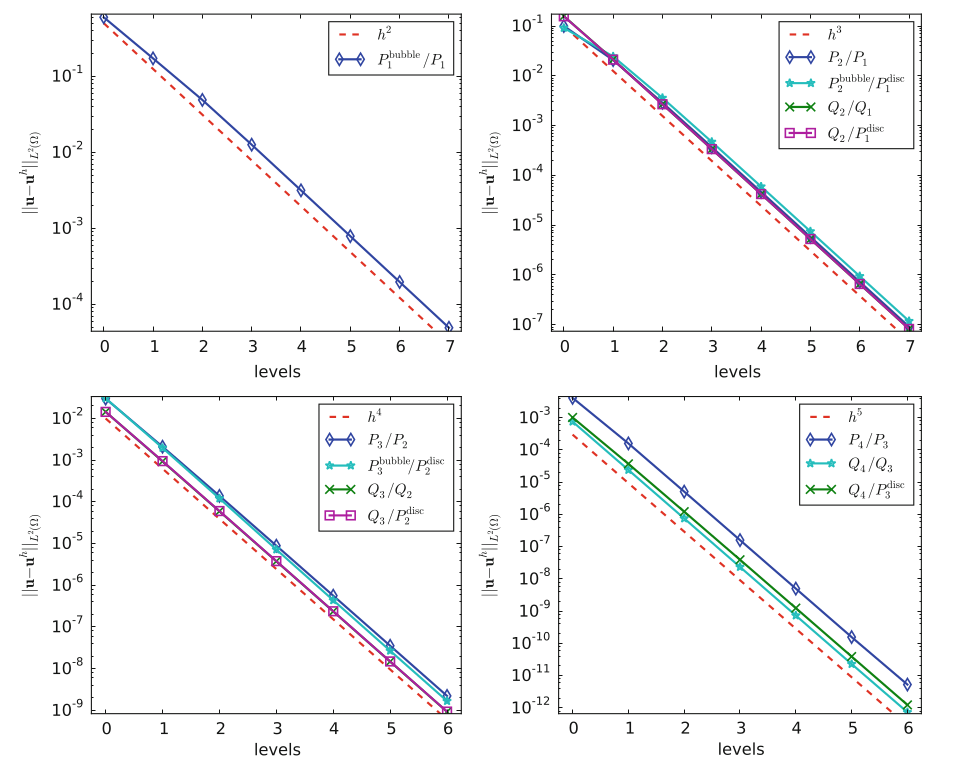 10^{-1}
10^{-2}
10^{-3}
10^{-4}
||u−u^h||_{L^2(Ω)}
h^2
P_1^{bubble}/P_1
0 1 2 3 4 5 6 7
levels
10^{-1}
10^{-2}
10^{-3}
10^{-4}
10^{-5}
10^{-6}
10^{-7}
||u−u^h||_{L^2(Ω)}
h^3
P_2/P_1
P_2^{bubble}/P_1^{disc}
Q_2/Q_1
Q_2/P_1^{disc}
0 1 2 3 4 5 6 7
levels
10^{-2}
10^{-3}
10^{-4}
10^{-5}
10^{-6}
10^{-7}
10^{-8}
10^{-9}
||u−u^h||_{L^2(Ω)}
h^4
P_3/P_2
P_3^{bubble}/P_2^{disc}
Q_3/Q_2
Q_3/P_2^{disc}
0 1 2 3 4 5 6
levels
10^{-3}
10^{-4}
10^{-5}
10^{-6}
10^{-7}
10^{-8}
10^{-9}
10^{-10}
10^{-11}
10^{-12}
||u−u^h||_{L^2(Ω)}
h^5
P_4/P_3
Q_4/Q_3
Q_4/P_3^{disc}
0 1 2 3 4 5 6
levels